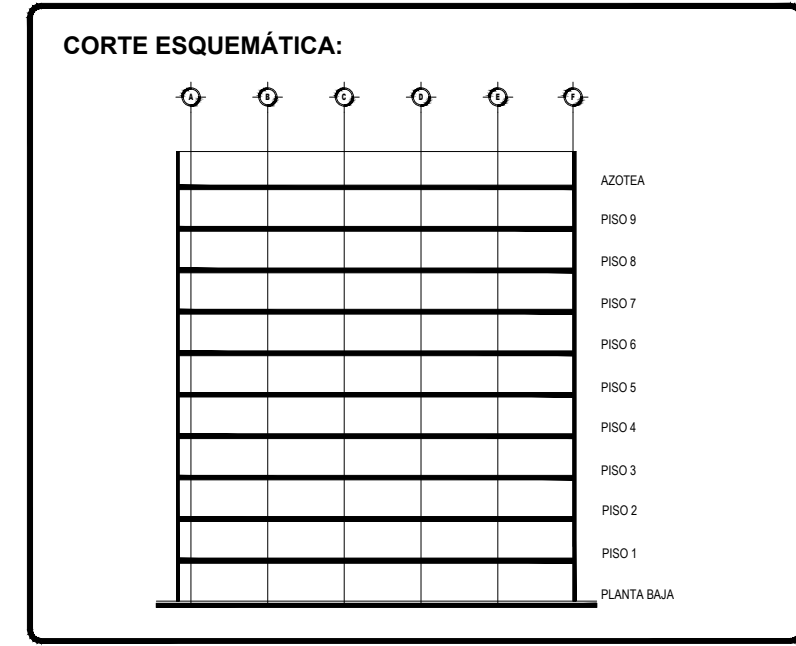 CORTE ESQUEMÁTICA:
A B C D E F
AZOTEA
PISO 9
PISO 8
PISO 7
PISO 6
PISO 5
PISO 4
PISO 3
PISO 2
PISO 1
PLANTA BAJA